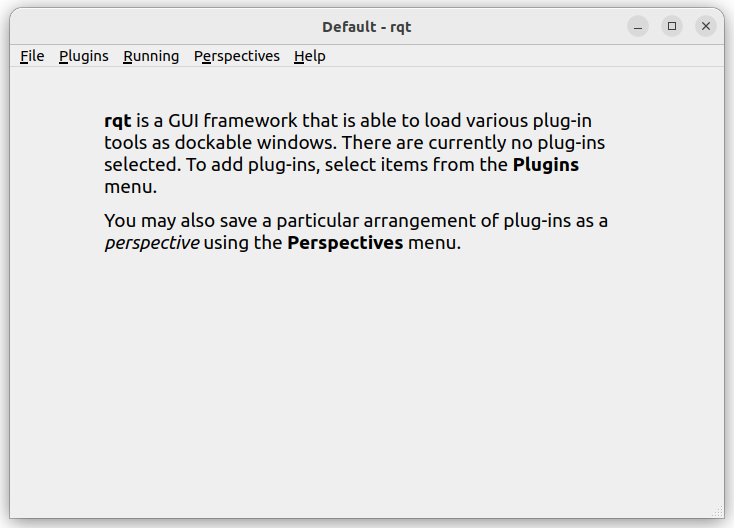 Default - rqt
File Plugins Running Perspectives Help
rqt is a GUI framework that is able to load various plug-in
tools as dockable windows. There are currently no plug-ins
selected. To add plug-ins, select items from the Plugins
menu.
You may also save a particular arrangement of plug-ins as a
perspective using the Perspectives menu.